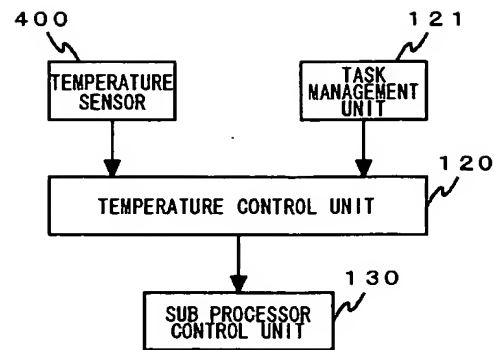 400
121
TEMPERATURE
SENSOR
TASK
MANAGEMENT
UNIT
120
TEMPERATURE CONTROL UNIT
130
SUB PROCESSOR
CONTROL UNIT